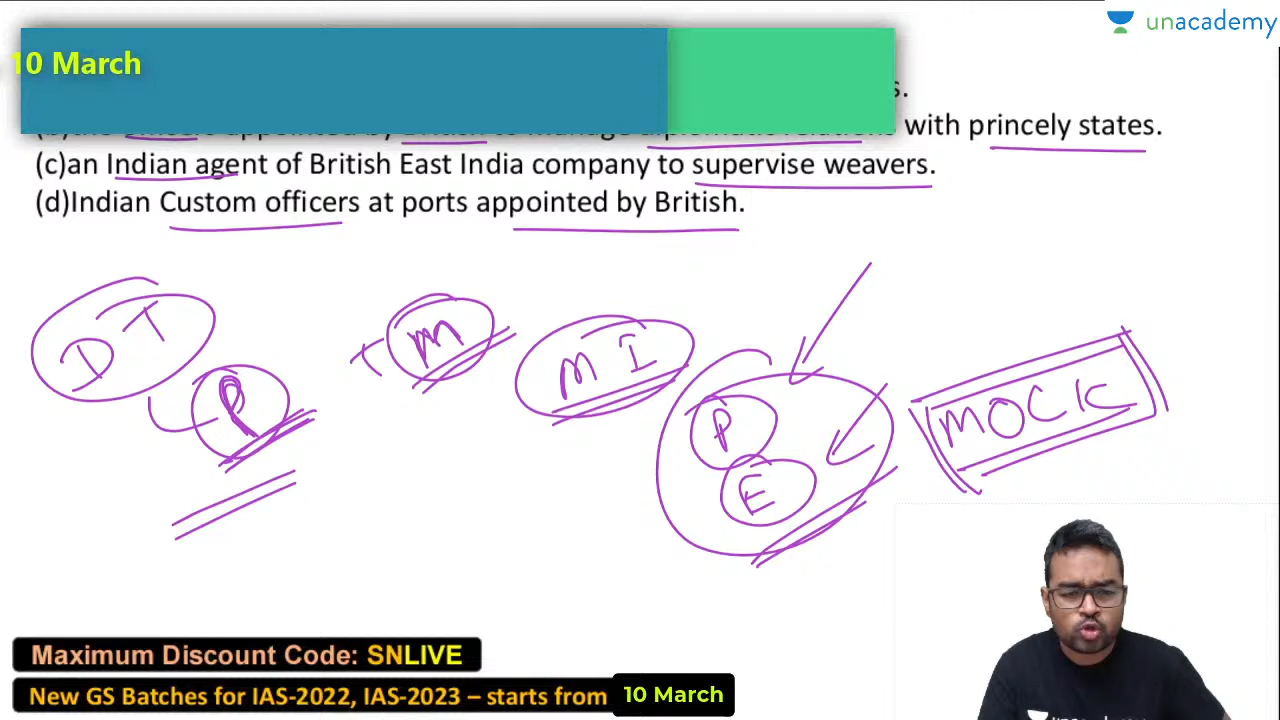 unacademy
10 March
s.
with princely states.
(c)an Indian agent of British East India company to supervise weavers.
(d)Indian Custom officers at ports appointed by British.
D T
P
M
M I
P
E
MOCK
Maximum Discount Code: SNLIVE
New GS Batches for IAS-2022, IAS-2023 – starts from 10 March
unacademy